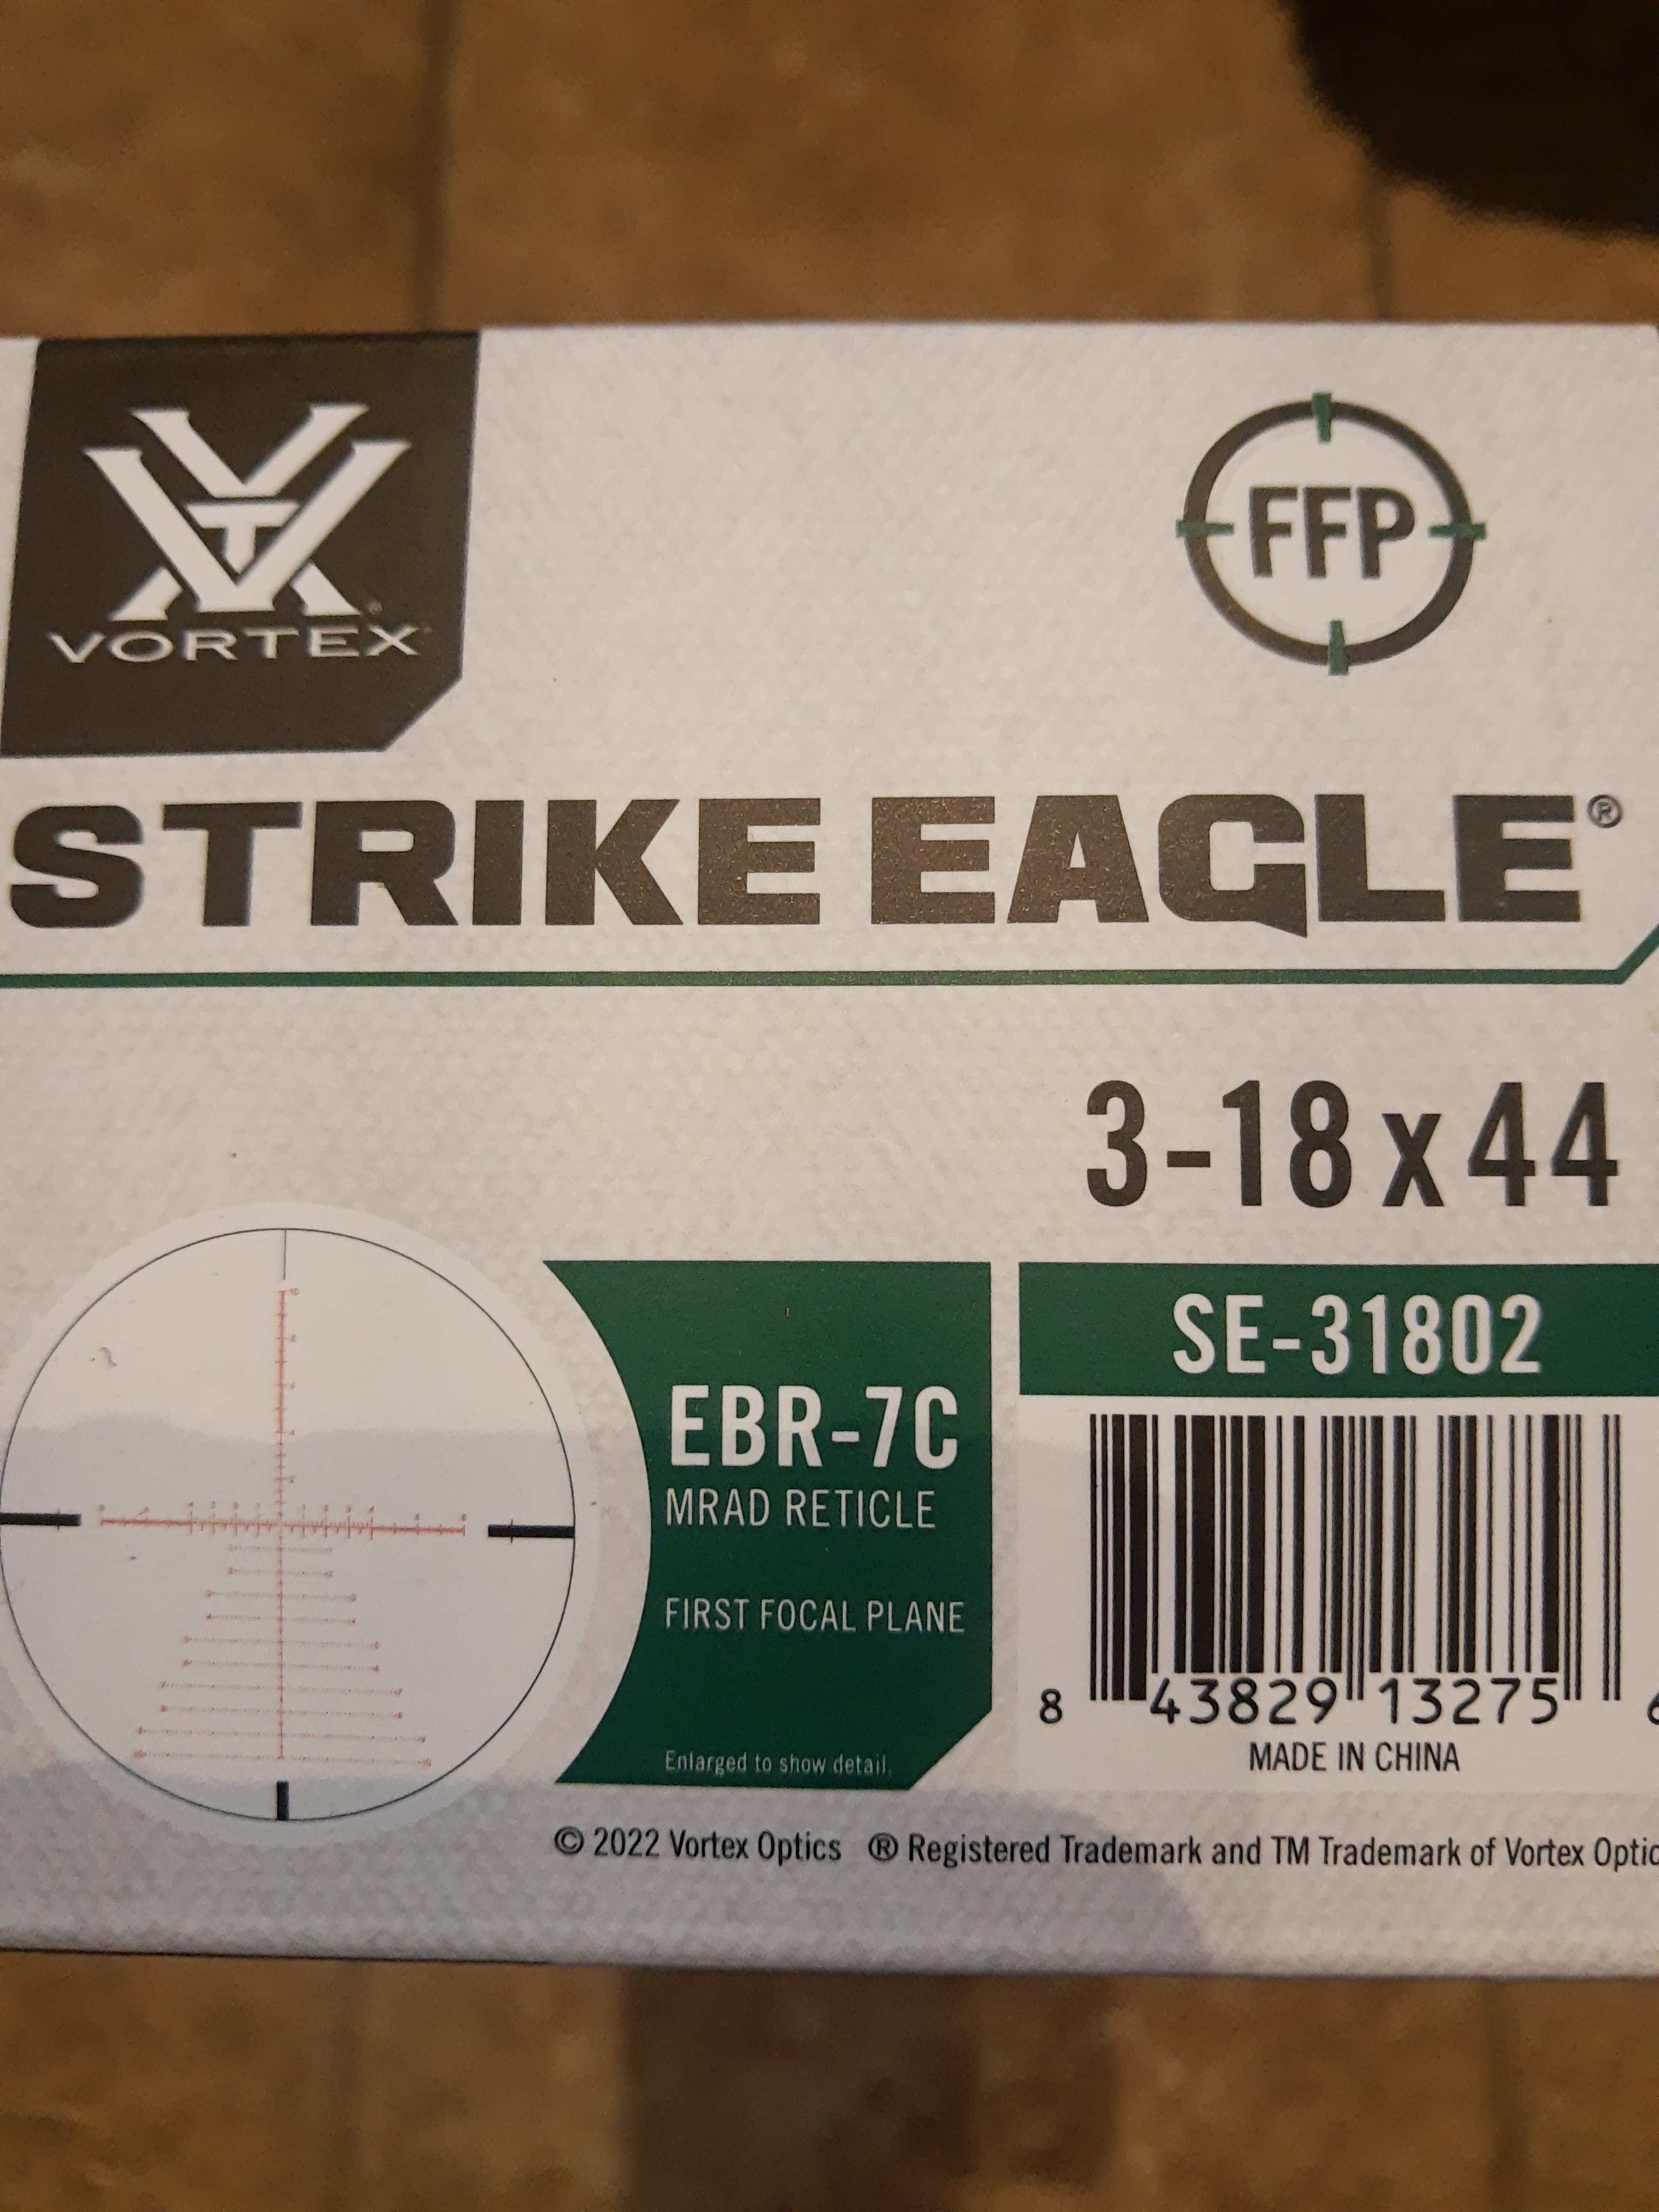 VORTEX
FFP
STRIKE EAGLE®
3-18x44
SE-31802
EBR-7C
MRAD RETICLE
FIRST FOCAL PLANE
Enlarged to show detail.
8 43829 13275
MADE IN CHINA
© 2022 Vortex Optics ® Registered Trademark and TM Trademark of Vortex Optic